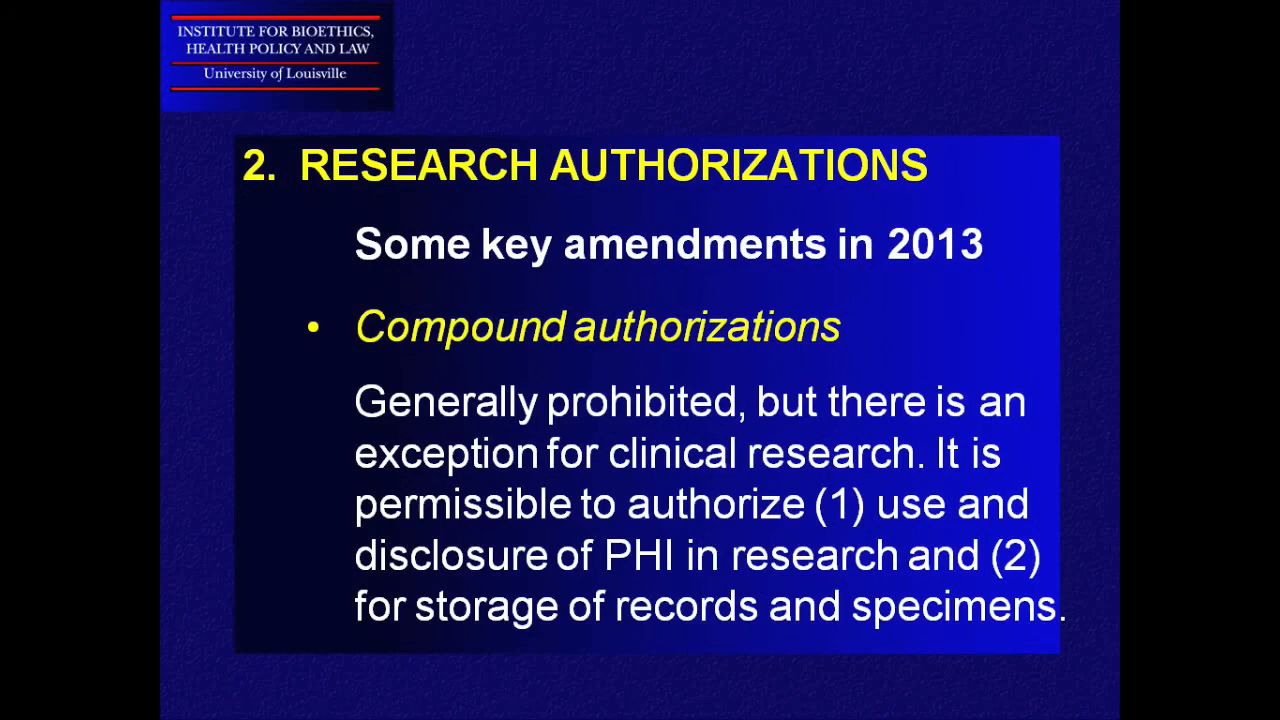 INSTITUTE FOR BIOETHICS,
HEALTH POLICY AND LAW
University of Louisville
2. RESEARCH AUTHORIZATIONS
Some key amendments in 2013
• Compound authorizations
Generally prohibited, but there is an
exception for clinical research. It is
permissible to authorize (1) use and
disclosure of PHI in research and (2)
for storage of records and specimens.